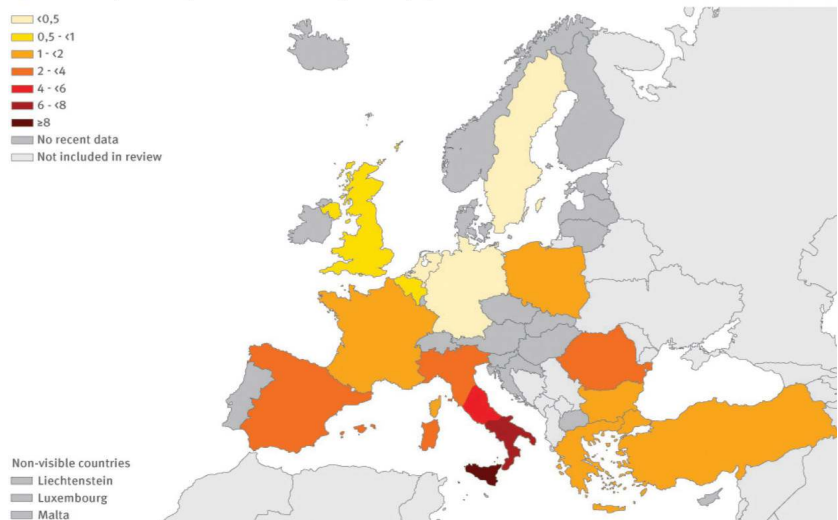 <0,5
0,5 - <1
1 - <2
2 - <4
4 - <6
6 - <8
≥8
No recent data
Not included in review
Non-visible countries
Liechtenstein
Luxembourg
Malta